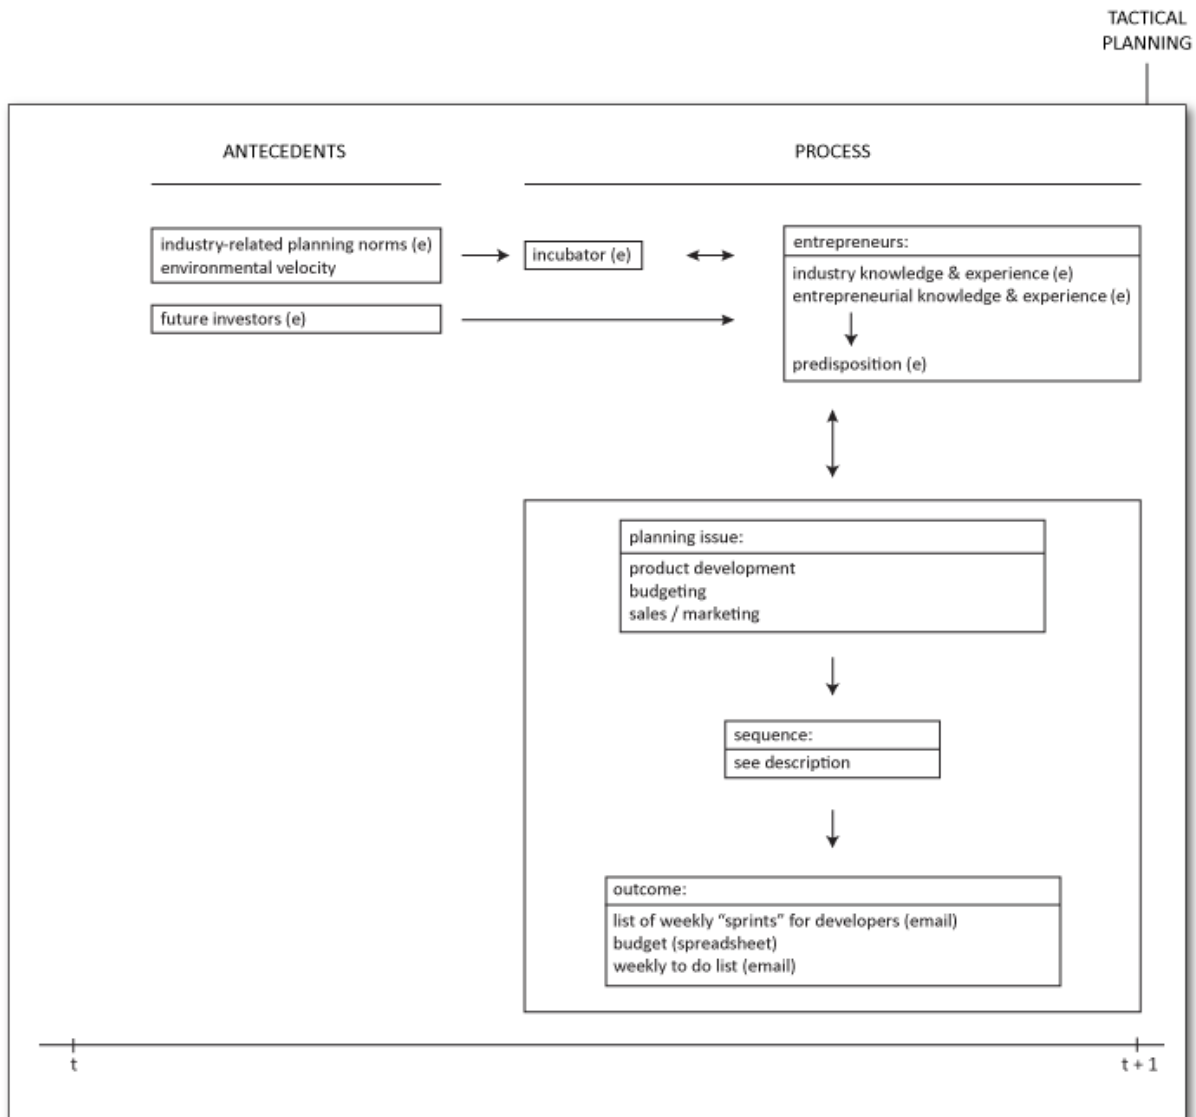 TACTICAL
PLANNING
ANTECEDENTS
PROCESS
industry-related planning norms (e)
environmental velocity
future investors (e)
incubator (e)
entrepreneurs:
industry knowledge & experience (e)
entrepreneurial knowledge & experience (e)
predisposition (e)
planning issue:
product development
budgeting
sales / marketing
sequence:
see description
outcome:
list of weekly “sprints” for developers (email)
budget (spreadsheet)
weekly to do list (email)
t
t + 1